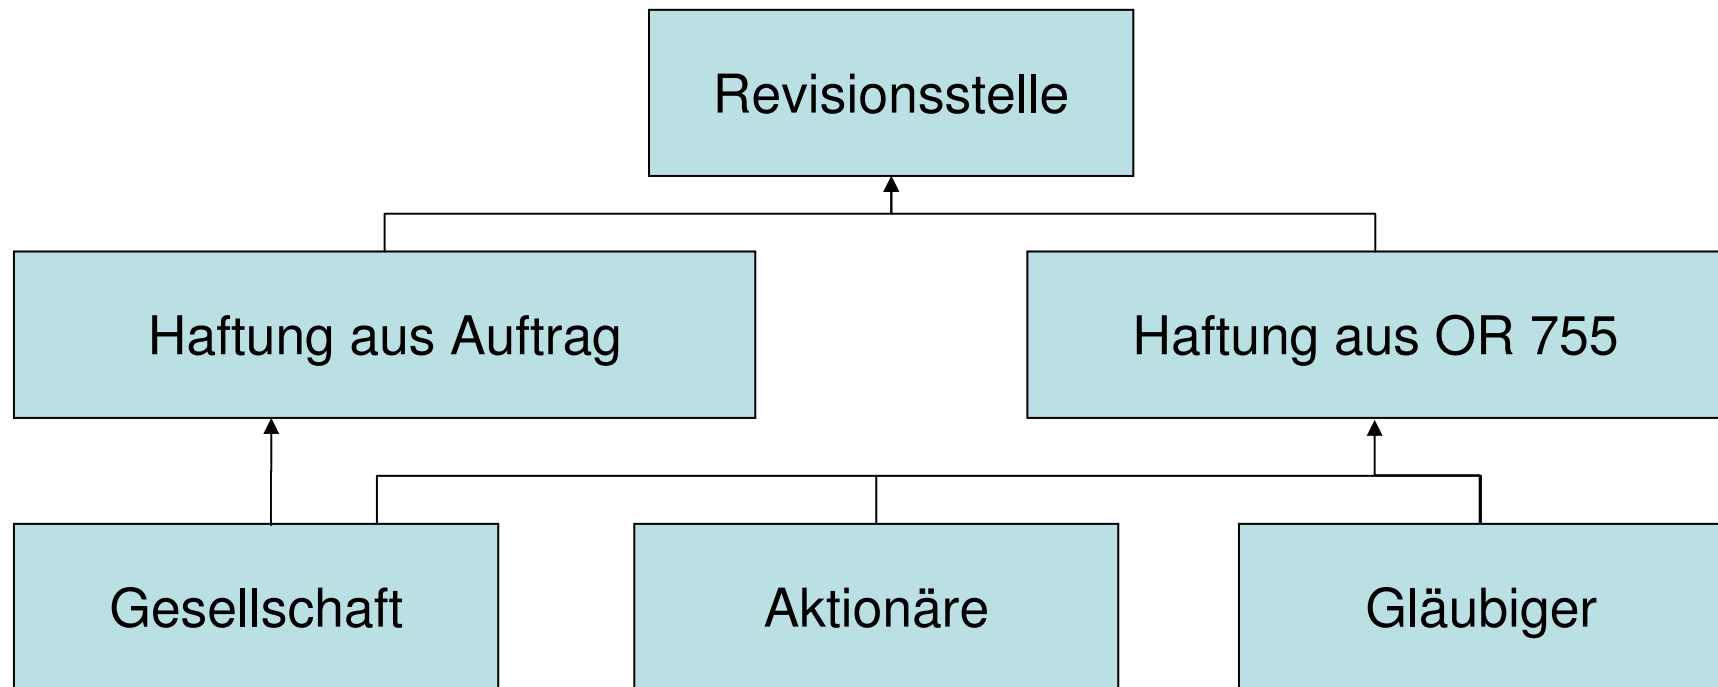 Revisionsstelle
Haftung aus Auftrag
Haftung aus OR 755
Gesellschaft
Aktionäre
Gläubiger